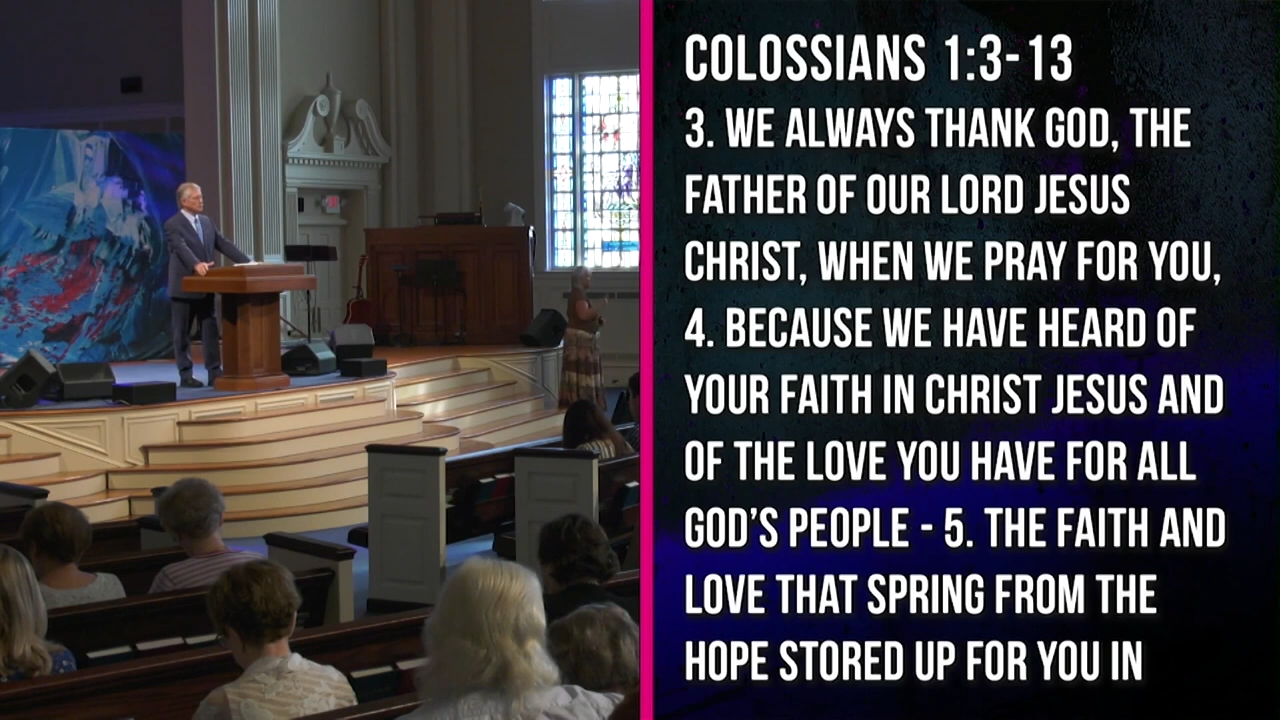 COLOSSIANS 1:3-13
3. WE ALWAYS THANK GOD, THE
FATHER OF OUR LORD JESUS
CHRIST, WHEN WE PRAY FOR YOU,
4. BECAUSE WE HAVE HEARD OF
YOUR FAITH IN CHRIST JESUS AND
OF THE LOVE YOU HAVE FOR ALL
GOD'S PEOPLE - 5. THE FAITH AND
LOVE THAT SPRING FROM THE
HOPE STORED UP FOR YOU IN